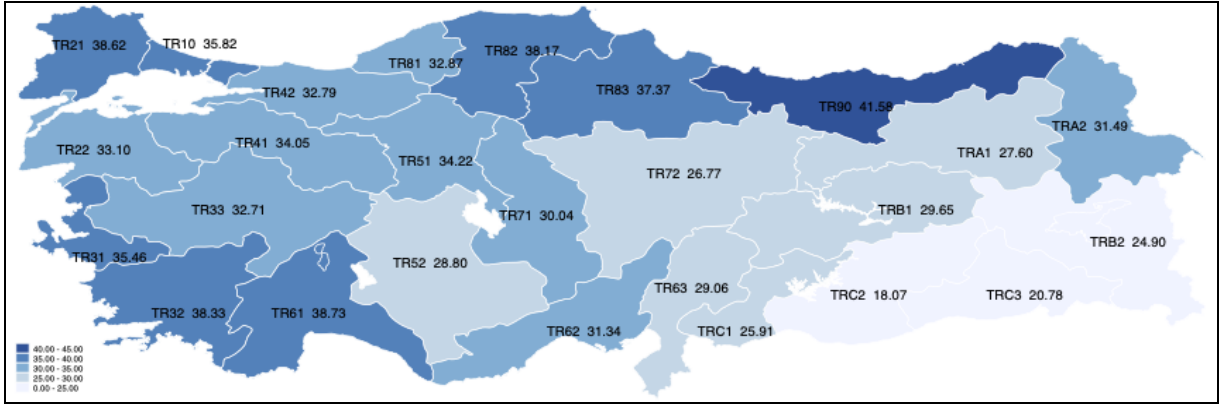 TR21 38.62
TR10 35.82
TR81 32.87
TR82 38.17
TR42 32.79
TR83 37.37
TR90 41.58
TRA2 31.49
TR22 33.10
TR41 34.05
TR51 34.22
TRA1 27.60
TR72 26.77
TR33 32.71
TR71 30.04
TRB1 29.65
TRB2 24.90
TR31 35.46
TR52 28.80
TR63 29.06
TRC2 18.07
TRC3 20.78
TR32 38.33
TR61 38.73
TR62 31.34
TRC1 25.91
40.00 - 45.00
35.00 - 40.00
30.00 - 35.00
25.00 - 30.00
0.00 - 25.00